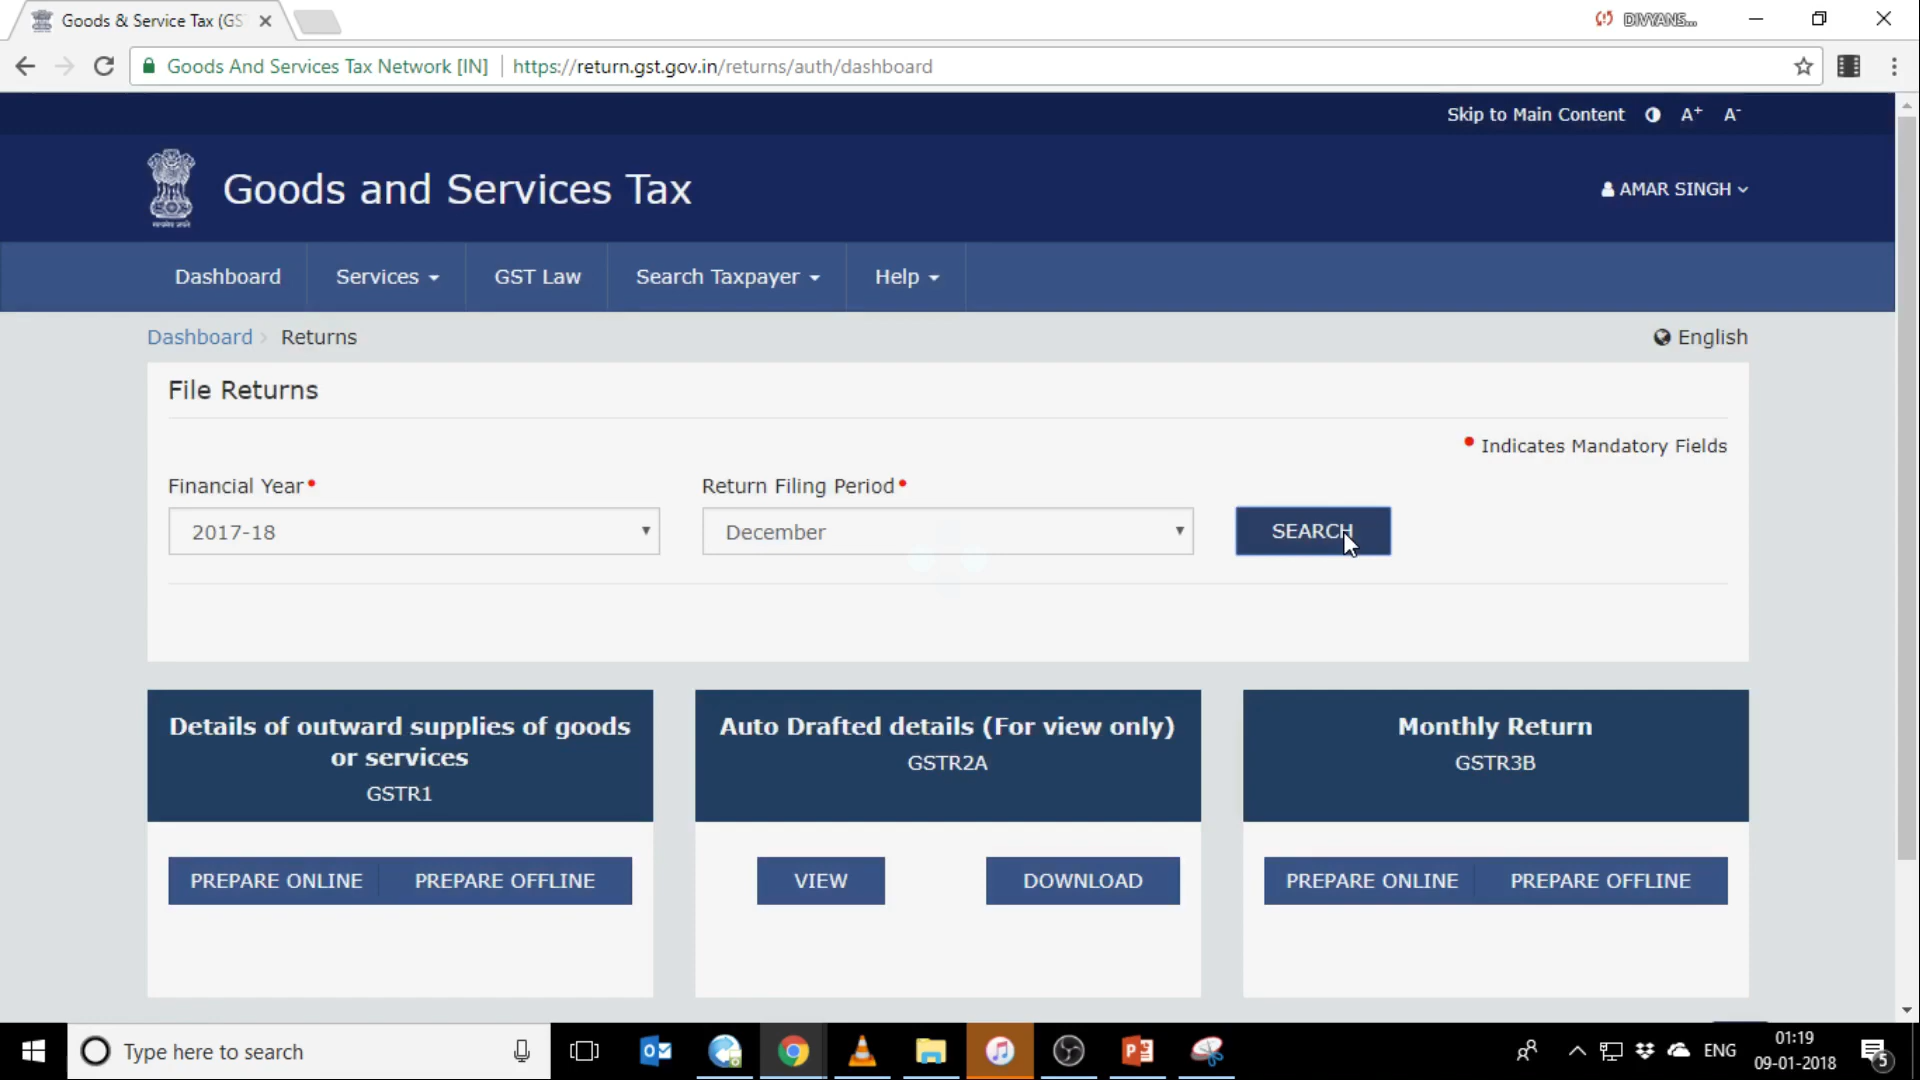 Goods & Service Tax (GS
DIVYANS...
Goods And Services Tax Network [IN]
https://return.gst.gov.in/returns/auth/dashboard
Skip to Main Content
A+
A-
Goods and Services Tax
AMAR SINGH
Dashboard
Services
GST Law
Search Taxpayer
Help
Dashboard
Returns
English
File Returns
• Indicates Mandatory Fields
Financial Year•
Return Filing Period•
2017-18
December
SEARCH
Details of outward supplies of goods
or services
GSTR1
Auto Drafted details (For view only)
GSTR2A
Monthly Return
GSTR3B
PREPARE ONLINE
PREPARE OFFLINE
VIEW
DOWNLOAD
PREPARE ONLINE
PREPARE OFFLINE
Type here to search
ENG
01:19
09-01-2018
5